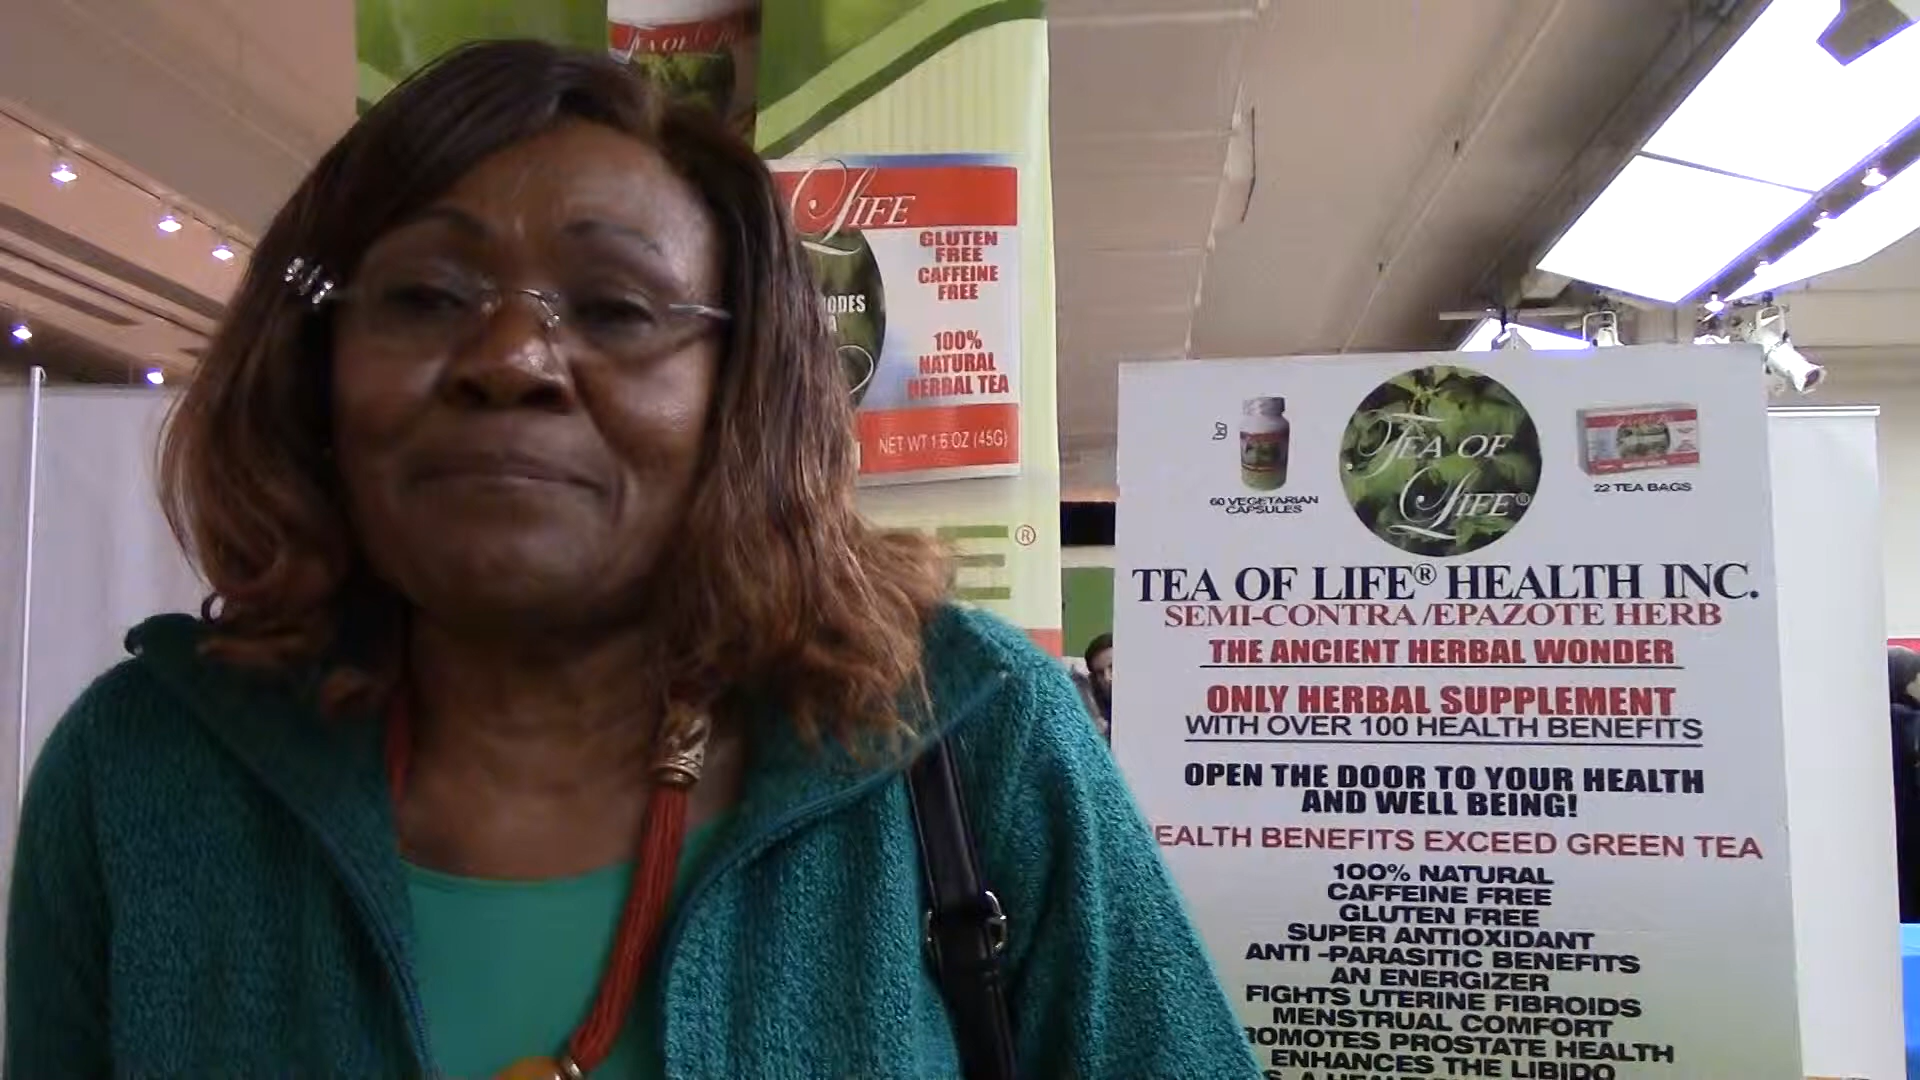 TEA OF
LIFE
GLUTEN
FREE
CAFFEINE
FREE
100%
NATURAL
HERBAL TEA
NET WT 1.6 OZ (45G)
E®
60 VEGETARIAN
CAPSULES
TEA OF
LIFE®
22 TEA BAGS
TEA OF LIFE® HEALTH INC.
SEMI-CONTRA/EPAZOTE HERB
THE ANCIENT HERBAL WONDER
ONLY HERBAL SUPPLEMENT
WITH OVER 100 HEALTH BENEFITS
OPEN THE DOOR TO YOUR HEALTH
AND WELL BEING!
EALTH BENEFITS EXCEED GREEN TEA
100% NATURAL
CAFFEINE FREE
GLUTEN FREE
SUPER ANTIOXIDANT
ANTI -PARASITIC BENEFITS
AN ENERGIZER
FIGHTS UTERINE FIBROIDS
MENSTRUAL COMFORT
ROMOTES PROSTATE HEALTH
ENHANCES THE LIBIDO